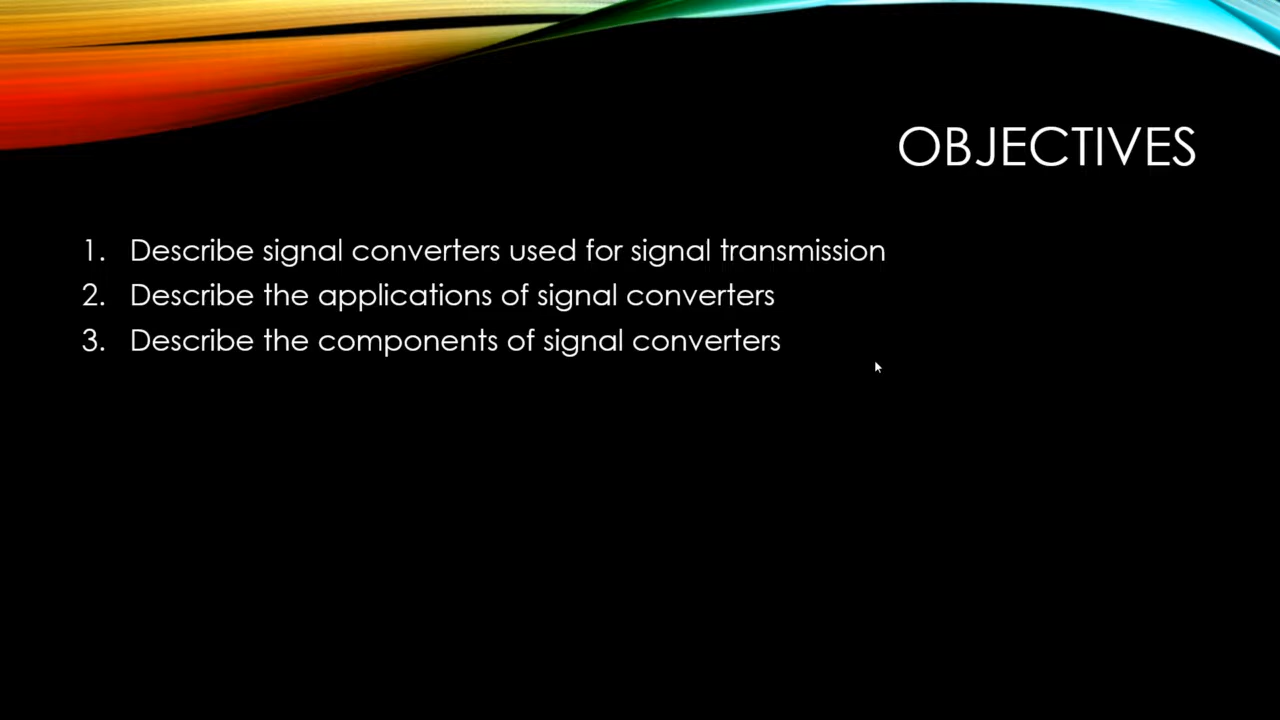 OBJECTIVES
1. Describe signal converters used for signal transmission
2. Describe the applications of signal converters
3. Describe the components of signal converters